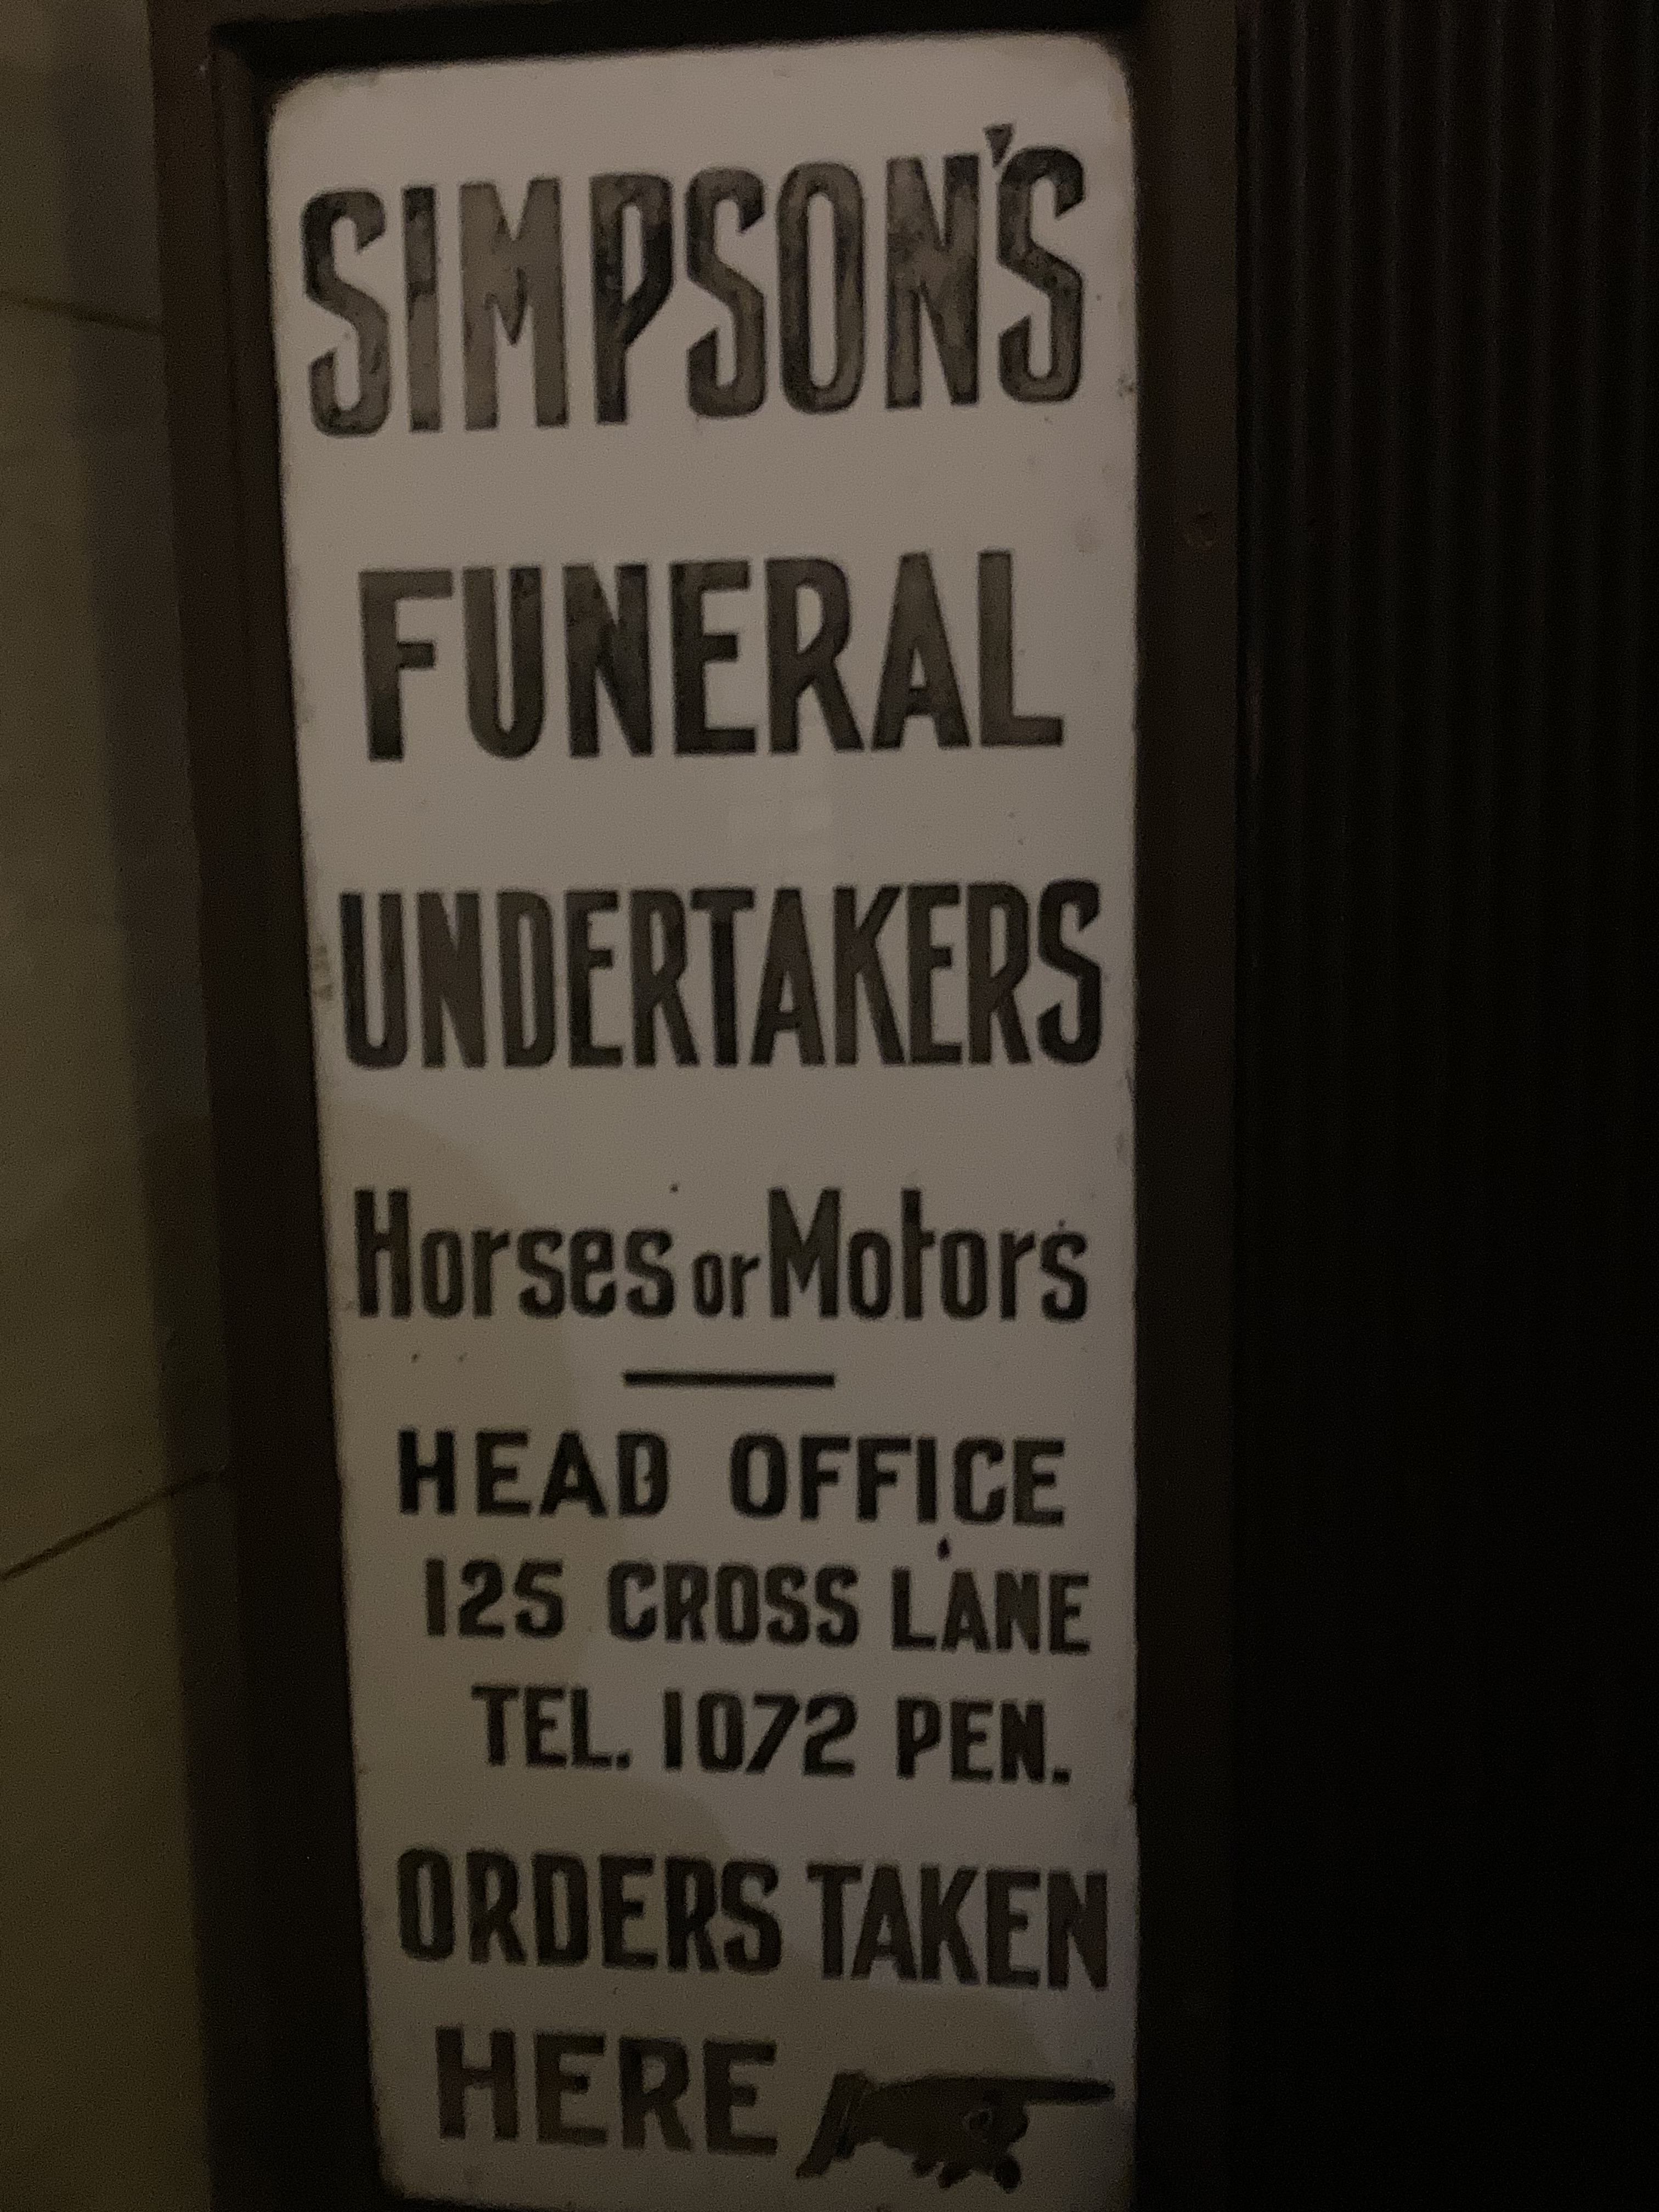 SIMPSON'S
FUNERAL
UNDERTAKERS
Horses or Motors
HEAD OFFICE
125 CROSS LANE
TEL. 1072 PEN.
ORDERS TAKEN
HERE